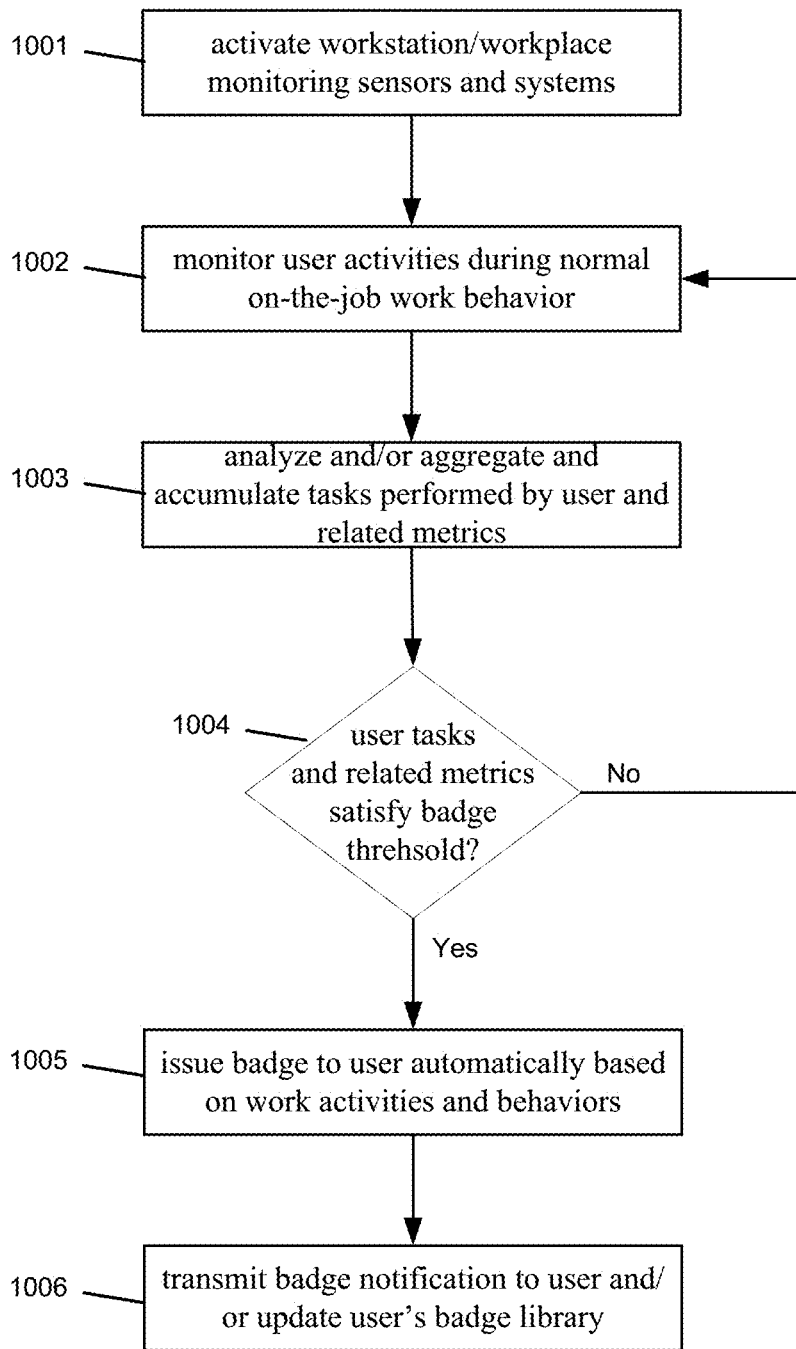 1001
activate workstation/workplace
monitoring sensors and systems
1002
monitor user activities during normal
on-the-job work behavior
1003
analyze and/or aggregate and
accumulate tasks performed by user and
related metrics
1004
user tasks
and related metrics
satisfy badge
threhsold?
No
Yes
1005
issue badge to user automatically based
on work activities and behaviors
1006
transmit badge notification to user and/
or update user's badge library